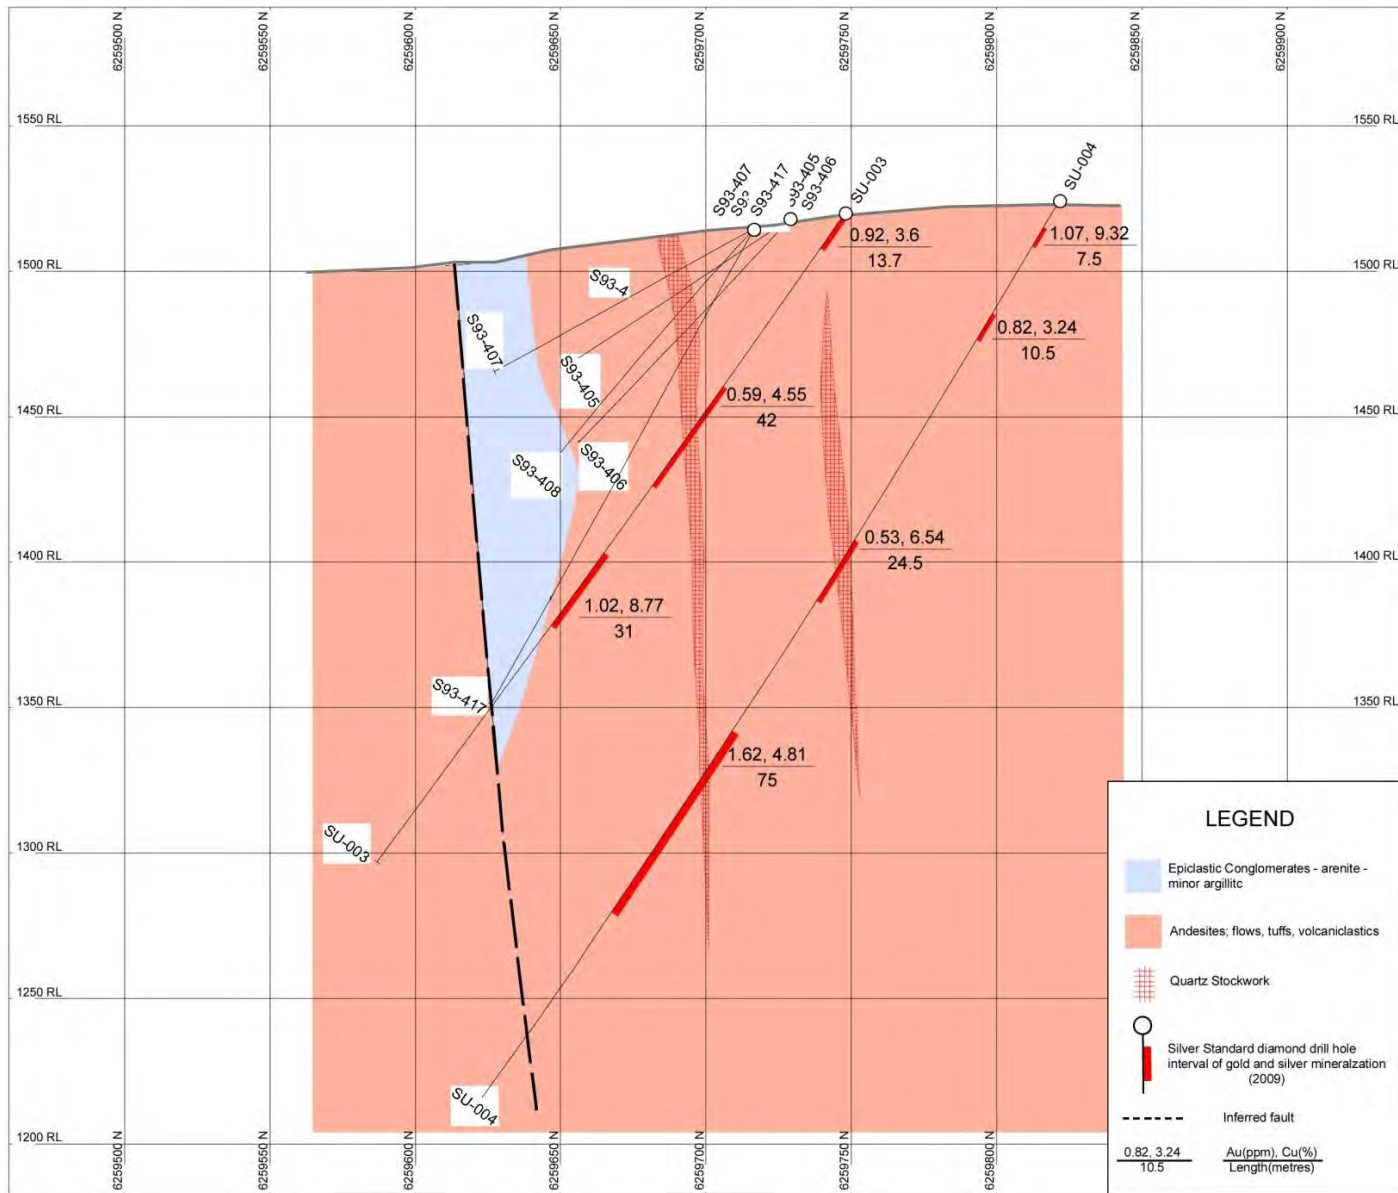 6259500 N
6259550 N
6259600 N
6259650 N
6259700 N
6259750 N
6259800 N
6259850 N
6259900 N
1550 RL
1550 RL
S93-407
S93-417
S93-405
S93-406
SU-003
SU-004
0.92, 3.6
13.7
1.07, 9.32
7.5
1500 RL
1500 RL
S93-4
S93-407
0.82, 3.24
10.5
S93-405
0.59, 4.55
42
1450 RL
1450 RL
S93-408
S93-406
0.53, 6.54
24.5
1400 RL
1400 RL
1.02, 8.77
31
S93-417
1350 RL
1350 RL
1.62, 4.81
75
SU-003
1300 RL
1250 RL
SU-004
1200 RL
6259500 N
6259550 N
6259600 N
6259650 N
6259700 N
6259750 N
6259800 N
6259850 N
6259900 N
LEGEND
Epiclastic Conglomerates - arenite -
minor argillitc
Andesites; flows, tuffs, volcaniclastics
Quartz Stockwork
Silver Standard diamond drill hole
interval of gold and silver mineralzation
(2009)
Inferred fault
0.82, 3.24
10.5
Au(ppm), Cu(%)
Length(metres)